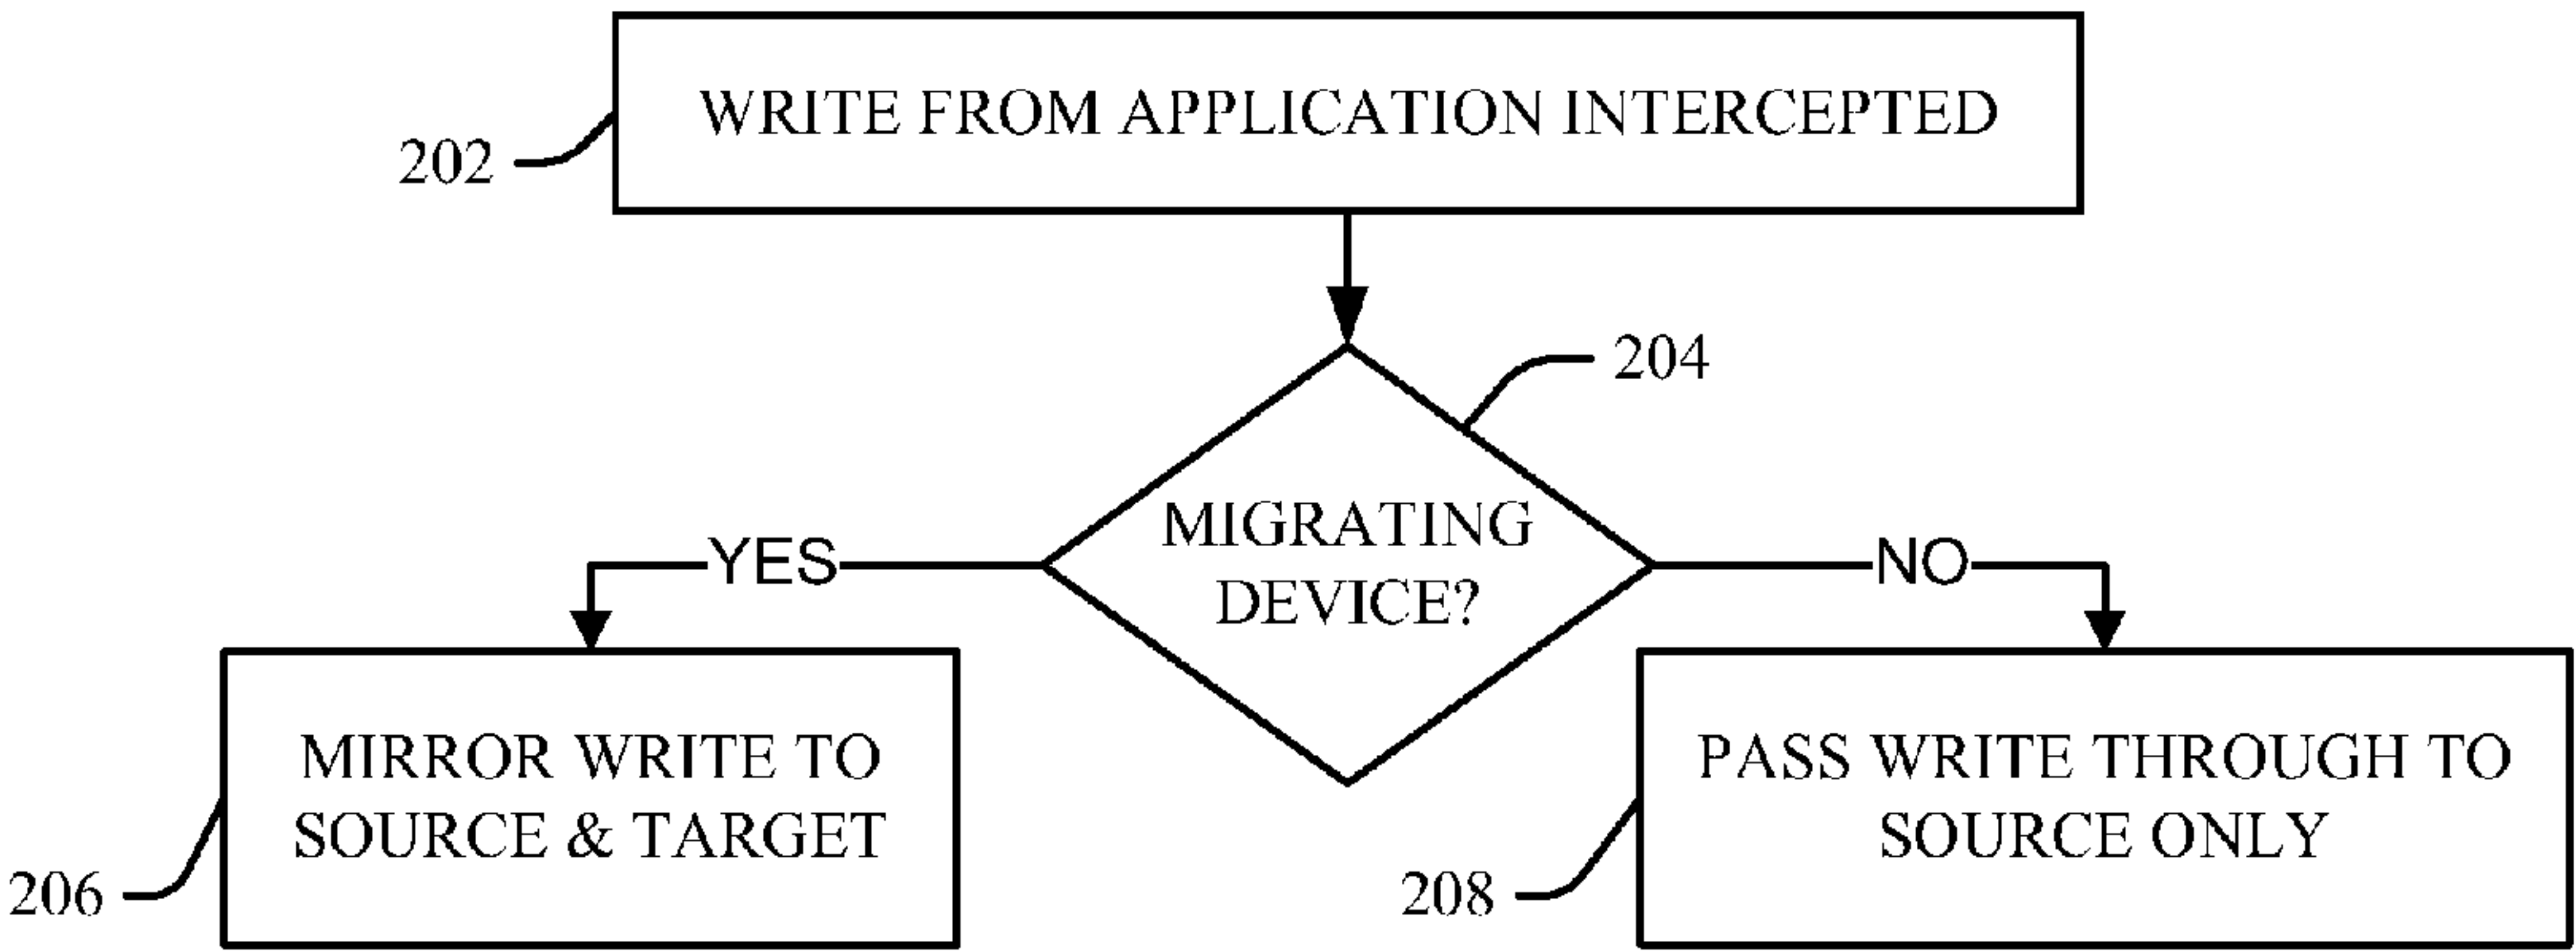 WRITE FROM APPLICATION INTERCEPTED
202
204
MIGRATING
DEVICE?
YES
NO
MIRROR WRITE TO
SOURCE & TARGET
206
PASS WRITE THROUGH TO
SOURCE ONLY
208